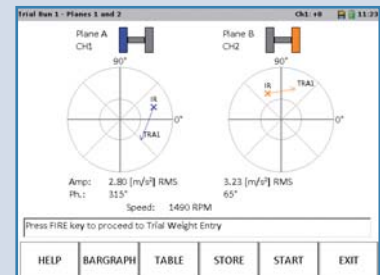 Trial Run 1 - Planes 1 and 2
Ch1: +8
11:23
Plane A
CH1
Plane B
CH2
90°
90°
IR
TRA1
0°
IR
TRA1
0°
Amp: 2.80 [m/s²] RMS
3.23 [m/s²] RMS
Ph.: 315°
65°
Speed: 1490 RPM
Press FIRE key to proceed to Trial Weight Entry
HELP
BARGRAPH
TABLE
STORE
START
EXIT